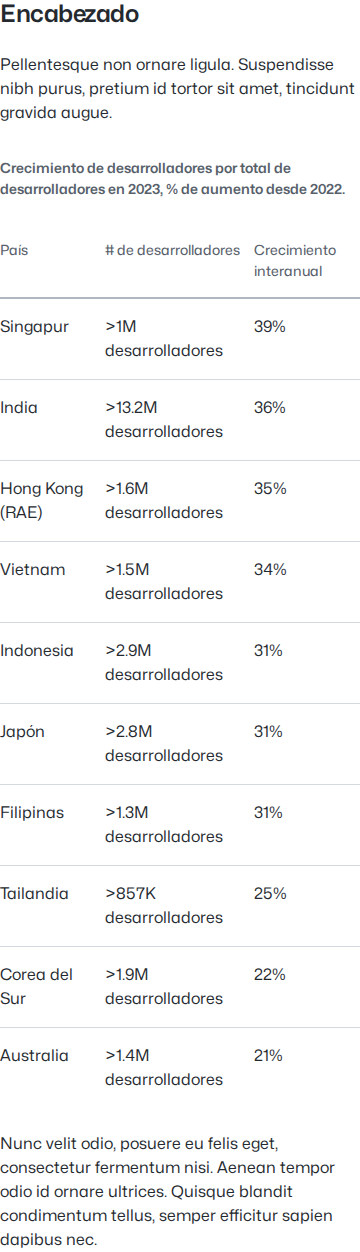 Encabezado
Pellentesque non ornare ligula. Suspendisse
nibh purus, pretium id tortor sit amet, tincidunt
gravida augue.
Crecimiento de desarrolladores por total de
desarrolladores en 2023, % de aumento desde 2022.
País # de desarrolladores Crecimiento
interanual
Singapur >1M 39%
desarrolladores
India >13.2M 36%
desarrolladores
Hong Kong >1.6M 35%
(RAE) desarrolladores
Vietnam >1.5M 34%
desarrolladores
Indonesia >2.9M 31%
desarrolladores
Japón >2.8M 31%
desarrolladores
Filipinas >1.3M 31%
desarrolladores
Tailandia >857K 25%
desarrolladores
Corea del >1.9M 22%
Sur desarrolladores
Australia >1.4M 21%
desarrolladores
Nunc velit odio, posuere eu felis eget,
consectetur fermentum nisi. Aenean tempor
odio id ornare ultrices. Quisque blandit
condimentum tellus, semper efficitur sapien
dapibus nec.